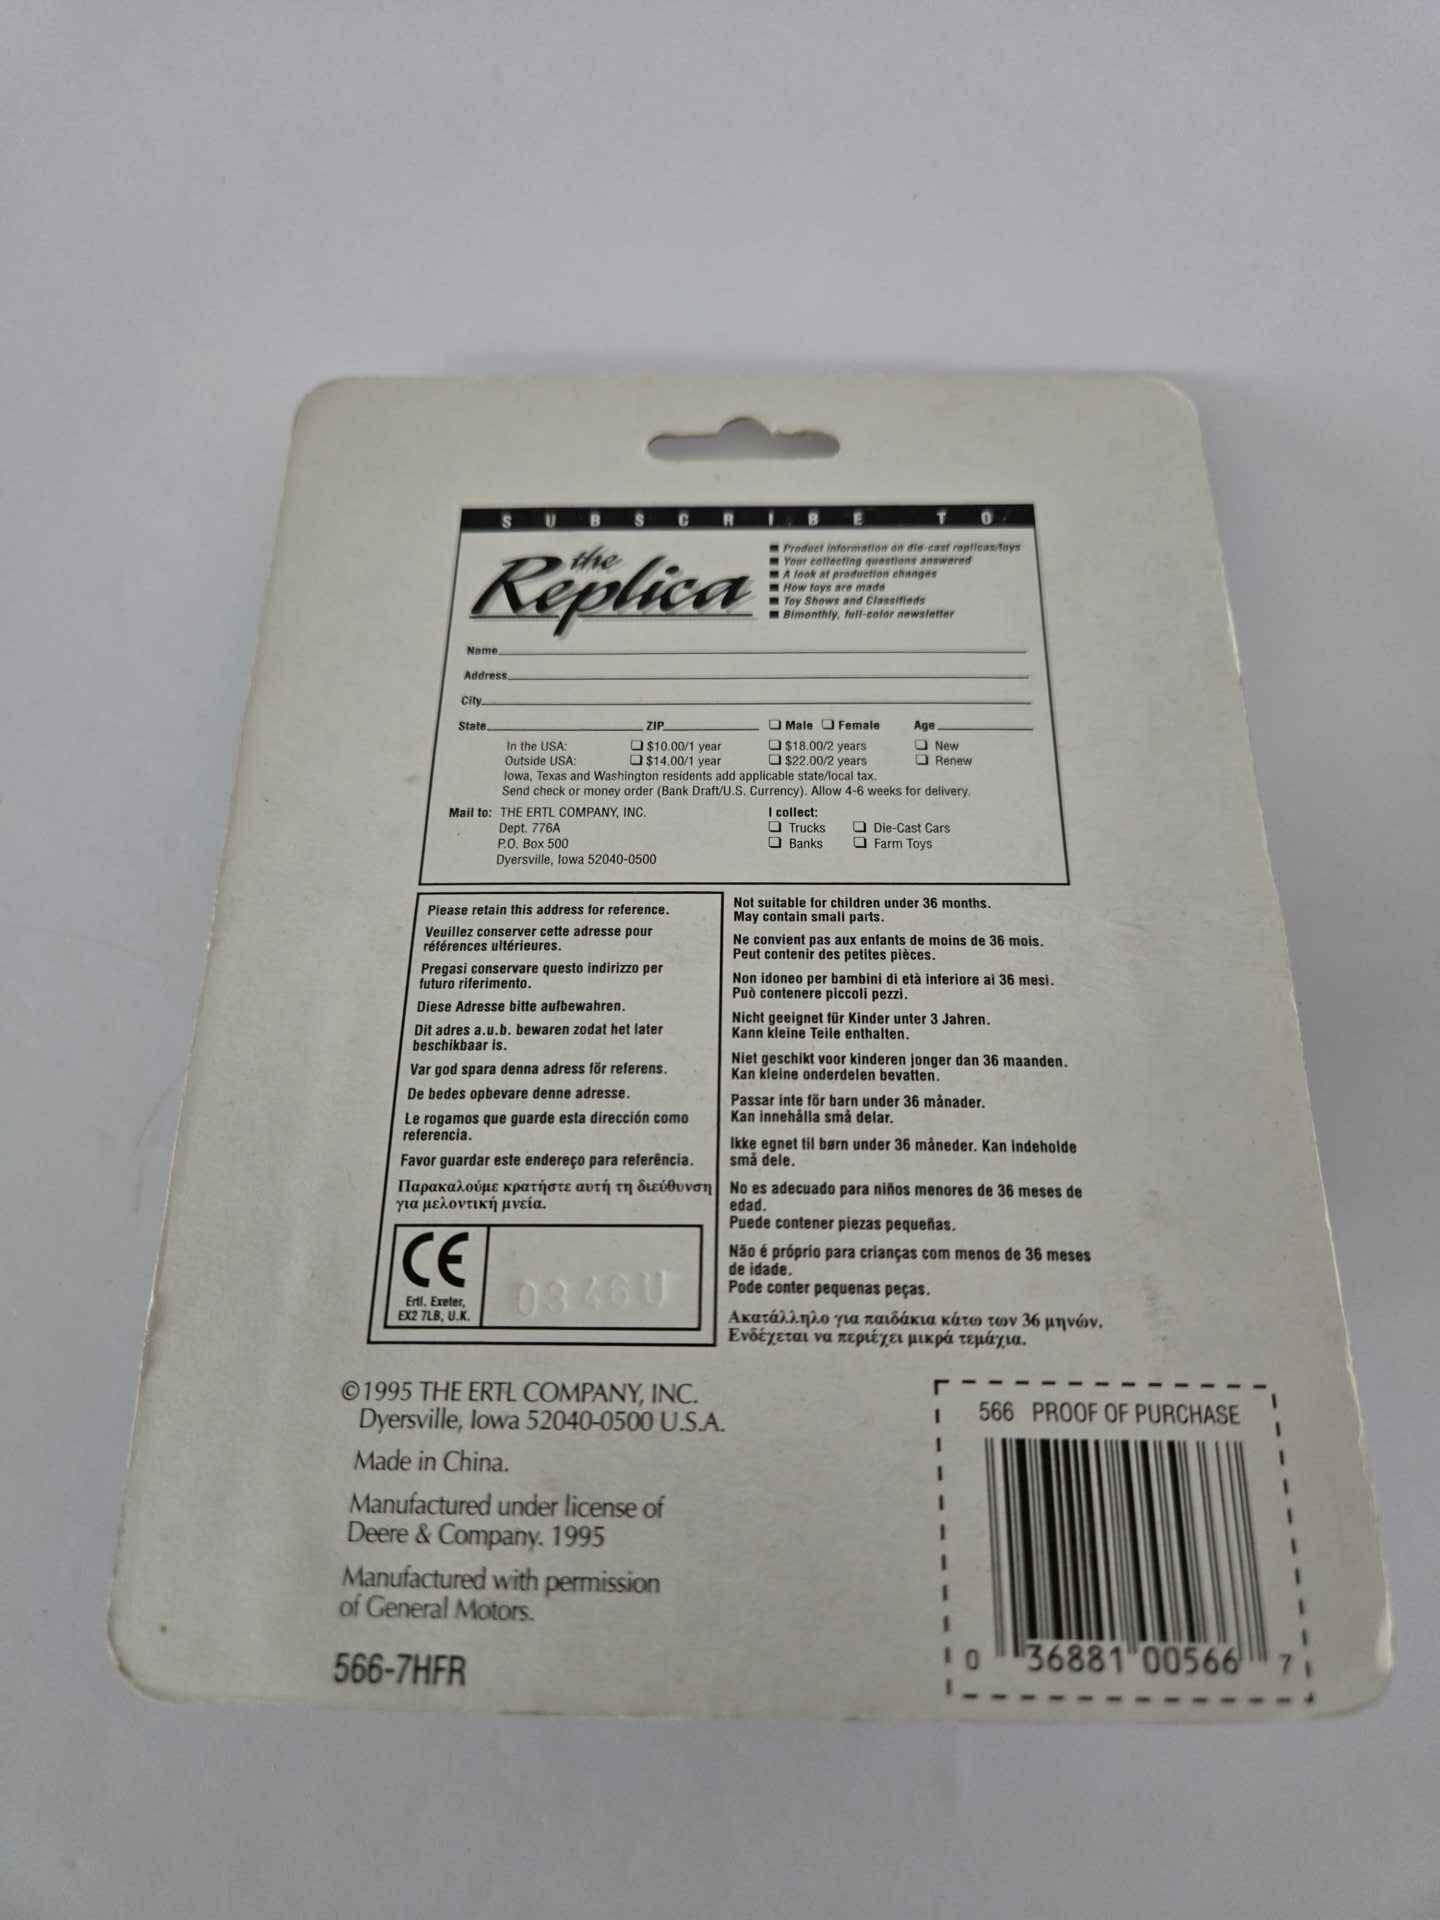 SUBSCRIBE TO
the
Replica
Product information on die-cast replicas/toys
Your collecting questions answered
A look at production changes
How toys are made
Toy Shows and Classifieds
Bimonthly, full-color newsletter
Name
Address
City
State ZIP Male Female Age
In the USA: $10.00/1 year $18.00/2 years New
Outside USA: $14.00/1 year $22.00/2 years Renew
Iowa, Texas and Washington residents add applicable state/local tax.
Send check or money order (Bank Draft/U.S. Currency). Allow 4-6 weeks for delivery.
Mail to: THE ERTL COMPANY, INC.
Dept. 776A
P.O. Box 500
Dyersville, Iowa 52040-0500
I collect:
Trucks Die-Cast Cars
Banks Farm Toys
Please retain this address for reference.
Veuillez conserver cette adresse pour
références ultérieures.
Pregasi conservare questo indirizzo per
futuro riferimento.
Diese Adresse bitte aufbewahren.
Dit adres a.u.b. bewaren zodat het later
beschikbaar is.
Var god spara denna adress för referens.
De bedes opbevare denne adresse.
Le rogamos que guarde esta dirección como
referencia.
Favor guardar este endereço para referência.
Παρακαλούμε κρατήστε αυτή τη διεύθυνση
για μελοντική μνεία.
CE
Ertl. Exeter,
EX2 7LB, U.K.
0346U
Not suitable for children under 36 months.
May contain small parts.
Ne convient pas aux enfants de moins de 36 mois.
Peut contenir des petites pièces.
Non idoneo per bambini di età inferiore ai 36 mesi.
Può contenere piccoli pezzi.
Nicht geeignet für Kinder unter 3 Jahren.
Kann kleine Teile enthalten.
Niet geschikt voor kinderen jonger dan 36 maanden.
Kan kleine onderdelen bevatten.
Passar inte för barn under 36 månader.
Kan innehålla små delar.
Ikke egnet til børn under 36 måneder. Kan indeholde
små dele.
No es adecuado para niños menores de 36 meses de
edad.
Puede contener piezas pequeñas.
Não é próprio para crianças com menos de 36 meses
de idade.
Pode conter pequenas peças.
Ακατάλληλο για παιδάκια κάτω των 36 μηνών.
Ενδέχεται να περιέχει μικρά τεμάχια.
©1995 THE ERTL COMPANY, INC.
Dyersville, Iowa 52040-0500 U.S.A.
Made in China.
Manufactured under license of
Deere & Company. 1995
Manufactured with permission
of General Motors.
566-7HFR
566 PROOF OF PURCHASE
0 36881 00566 7